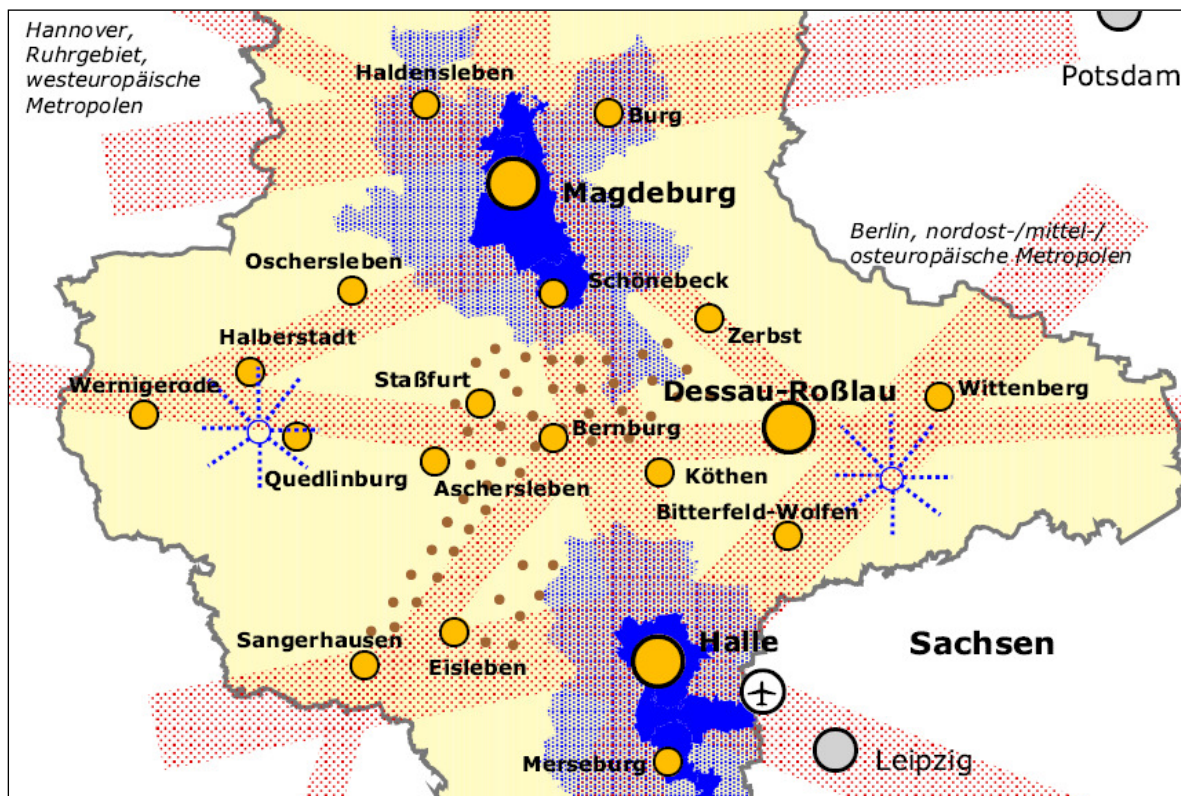 Hannover,
Ruhrgebiet,
westeuropäische
Metropolen
Haldensleben
Potsdam
Burg
Magdeburg
Berlin, nordost-/mittel-/
osteuropäische Metropolen
Oschersleben
Schönebeck
Halberstadt
Zerbst
Wernigerode
Staßfurt
Dessau-Roßlau
Wittenberg
Bernburg
Quedlinburg
Aschersleben
Köthen
Bitterfeld-Wolfen
Sangerhausen
Halle
Sachsen
Eisleben
Merseburg
Leipzig